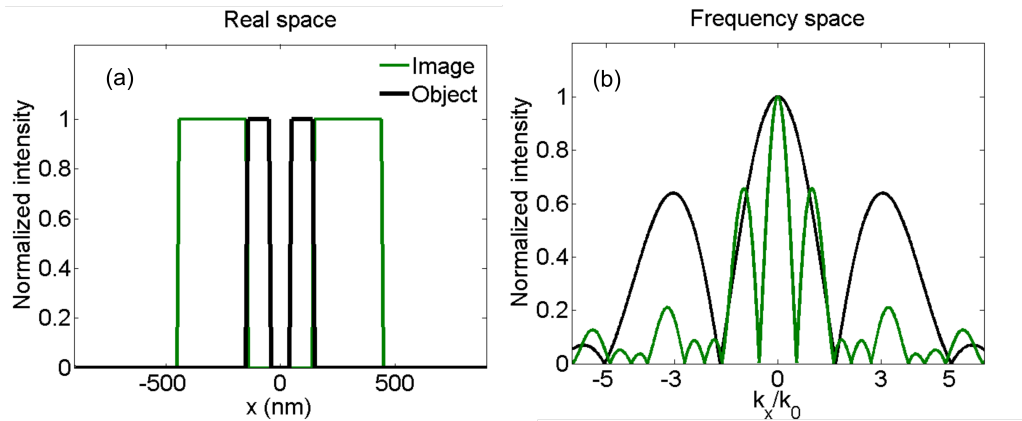 Real space
(a)
Image
Object
Normalized intensity
1
0.8
0.6
0.4
0.2
0
-500
0
500
x (nm)
Frequency space
(b)
Normalized intensity
1
0.8
0.6
0.4
0.2
0
-5
-3
0
3
5
kx/k0